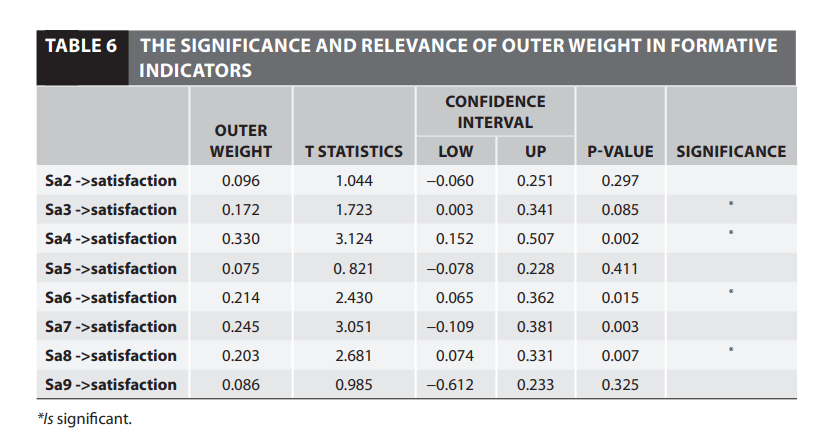 TABLE 6 THE SIGNIFICANCE AND RELEVANCE OF OUTER WEIGHT IN FORMATIVE
INDICATORS
CONFIDENCE
INTERVAL
OUTER
WEIGHT T STATISTICS LOW UP P-VALUE SIGNIFICANCE
Sa2 ->satisfaction 0.096 1.044 −0.060 0.251 0.297
Sa3 ->satisfaction 0.172 1.723 0.003 0.341 0.085 *
Sa4 ->satisfaction 0.330 3.124 0.152 0.507 0.002 *
Sa5 ->satisfaction 0.075 0. 821 −0.078 0.228 0.411
Sa6 ->satisfaction 0.214 2.430 0.065 0.362 0.015 *
Sa7 ->satisfaction 0.245 3.051 −0.109 0.381 0.003
Sa8 ->satisfaction 0.203 2.681 0.074 0.331 0.007 *
Sa9 ->satisfaction 0.086 0.985 −0.612 0.233 0.325
*Is significant.